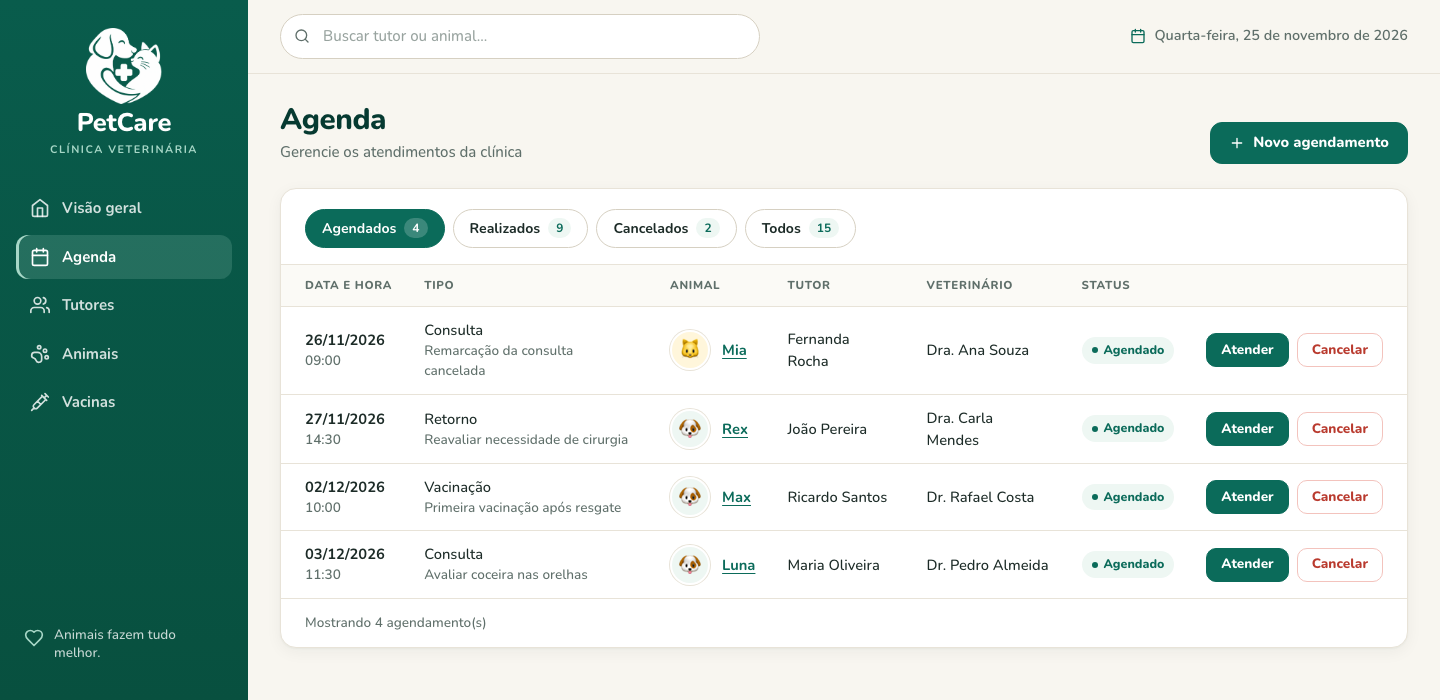 PetCare
CLÍNICA VETERINÁRIA
Visão geral
Agenda
Tutores
Animais
Vacinas
Animais fazem tudo
melhor.
Buscar tutor ou animal...
Quarta-feira, 25 de novembro de 2026
Agenda
Gerencie os atendimentos da clínica
+ Novo agendamento
Agendados 4 Realizados 9 Cancelados 2 Todos 15
DATA E HORA TIPO ANIMAL TUTOR VETERINÁRIO STATUS
26/11/2026
09:00
Consulta
Remarcação da consulta
cancelada
Mia
Fernanda
Rocha
Dra. Ana Souza
Agendado
Atender
Cancelar
27/11/2026
14:30
Retorno
Reavaliar necessidade de cirurgia
Rex
João Pereira
Dra. Carla
Mendes
Agendado
Atender
Cancelar
02/12/2026
10:00
Vacinação
Primeira vacinação após resgate
Max
Ricardo Santos
Dr. Rafael Costa
Agendado
Atender
Cancelar
03/12/2026
11:30
Consulta
Avaliar coceira nas orelhas
Luna
Maria Oliveira
Dr. Pedro Almeida
Agendado
Atender
Cancelar
Mostrando 4 agendamento(s)